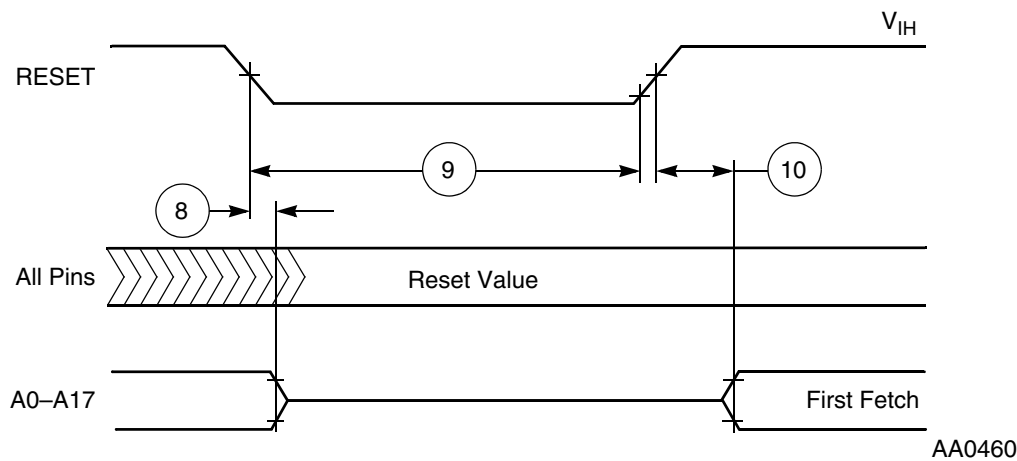 V_IH
RESET
9
10
8
All Pins
Reset Value
A0–A17
First Fetch
AA0460